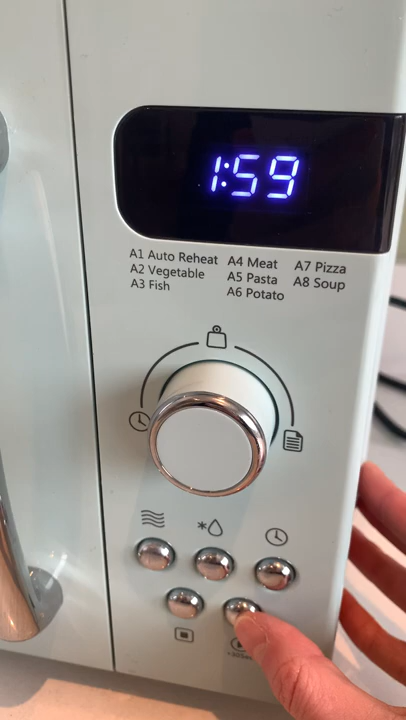 1:59
A1 Auto Reheat A4 Meat A7 Pizza
A2 Vegetable A5 Pasta A8 Soup
A3 Fish A6 Potato